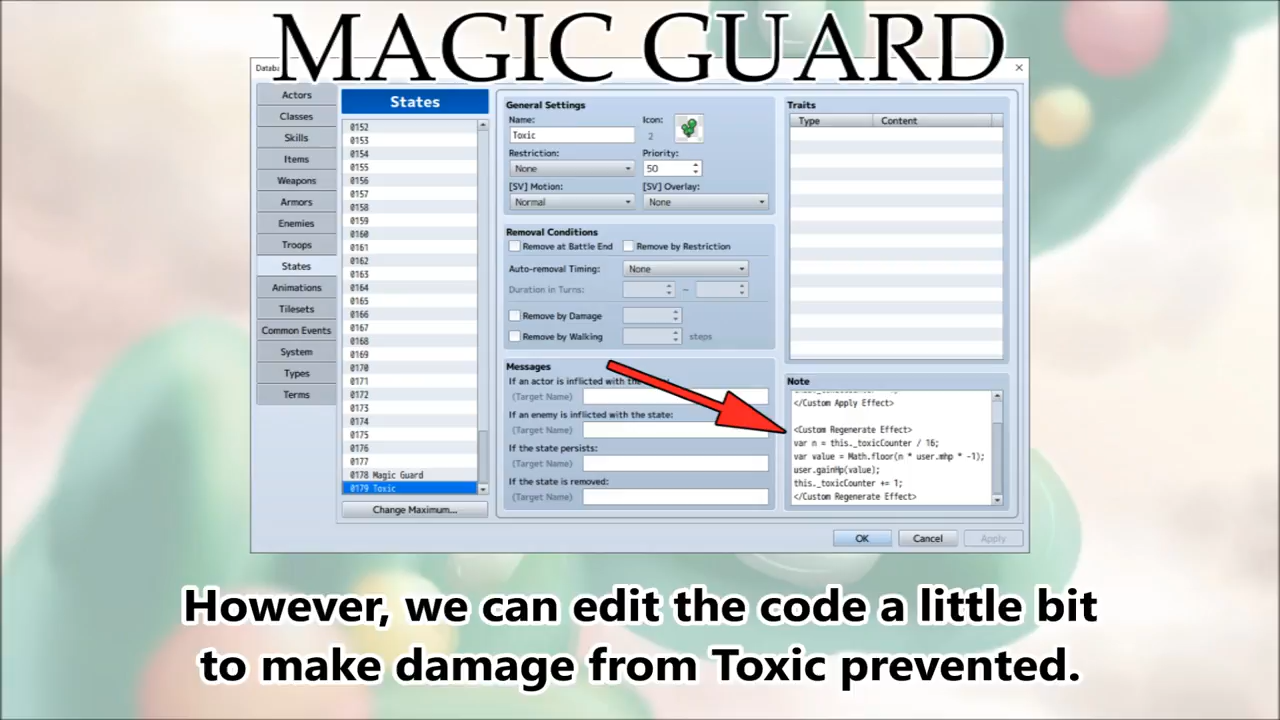 MAGIC GUARD
Actors
Classes
Skills
Items
Weapons
Armors
Enemies
Troops
States
Animations
Tilesets
Common Events
System
Types
Terms
States
0152
0153
0154
0155
0156
0157
0158
0159
0160
0161
0162
0163
0164
0165
0166
0167
0168
0169
0170
0171
0172
0173
0174
0175
0176
0177
0178 Magic Guard
0179 Toxic
Change Maximum...
General Settings
Name:
Icon:
Toxic
2
Restriction:
Priority:
None
50
[SV] Motion:
[SV] Overlay:
Normal
None
Removal Conditions
Remove at Battle End
Remove by Restriction
Auto-removal Timing:
None
Duration in Turns:
~
Remove by Damage
Remove by Walking
steps
Messages
If an actor is inflicted with the
(Target Name)
If an enemy is inflicted with the state:
(Target Name)
If the state persists:
(Target Name)
If the state is removed:
(Target Name)
Traits
Type
Content
Note
</Custom Apply Effect>
<Custom Regenerate Effect>
var n = this._toxicCounter / 16;
var value = Math.floor(n * user.mhp * -1);
user.gainHp(value);
this._toxicCounter += 1;
</Custom Regenerate Effect>
OK
Cancel
Apply
However, we can edit the code a little bit
to make damage from Toxic prevented.